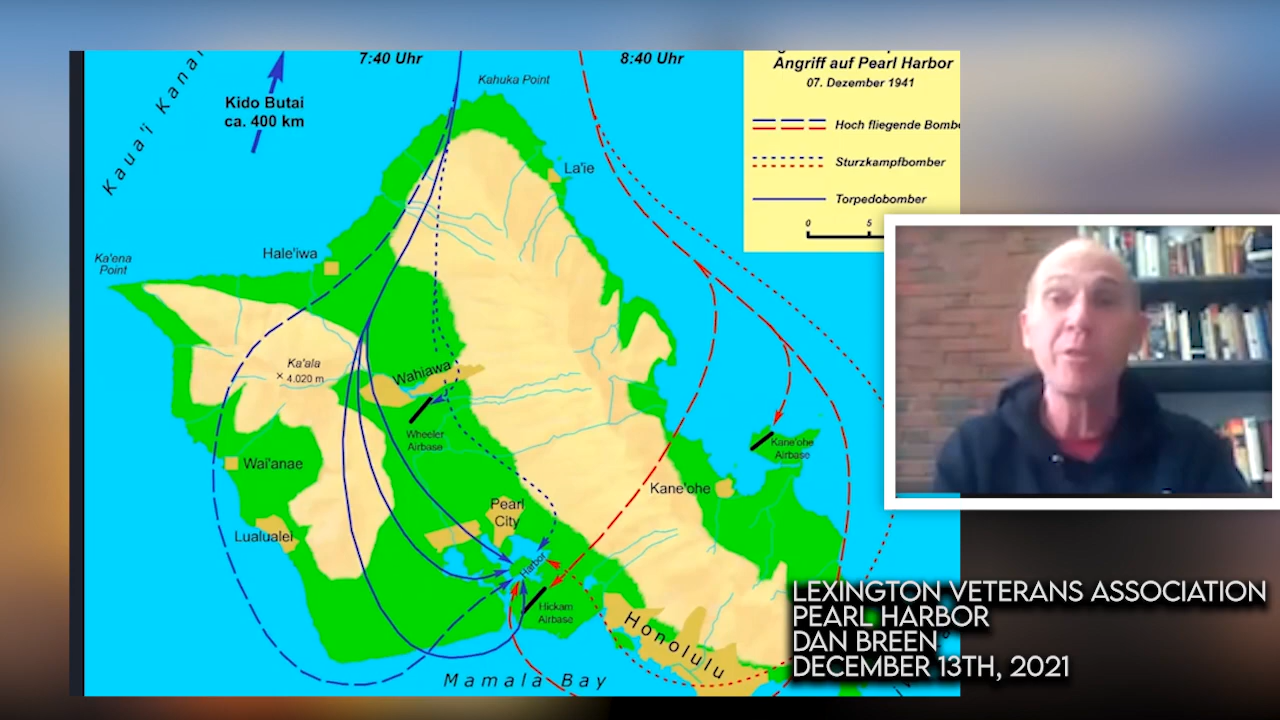 7:40 Uhr
8:40 Uhr
Angriff auf Pearl Harbor
07. Dezember 1941
Kaua'i Kanal
Kido Butai
ca. 400 km
Kahuka Point
Hoch fliegende Bombe
La'ie
Sturzkampfbomber
Torpedobomber
0 5
Hale'iwa
Ka'ena
Point
Ka'ala
× 4.020 m
Wahiawa
Wheeler
Airbase
Kane'ohe
Airbase
Wai'anae
Kane'ohe
Pearl
City
Lualualei
Harbor
Hickam
Airbase
Honolulu
Mamala Bay
LEXINGTON VETERANS ASSOCIATION
PEARL HARBOR
DAN BREEN
DECEMBER 13TH, 2021